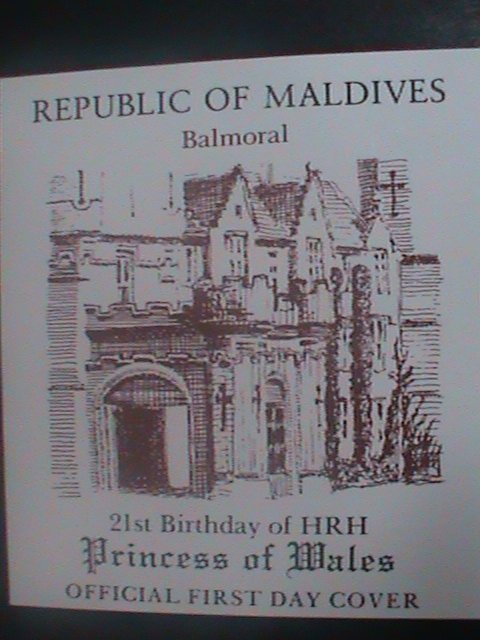 REPUBLIC OF MALDIVES
Balmoral
21st Birthday of HRH
Princess of Wales
OFFICIAL FIRST DAY COVER